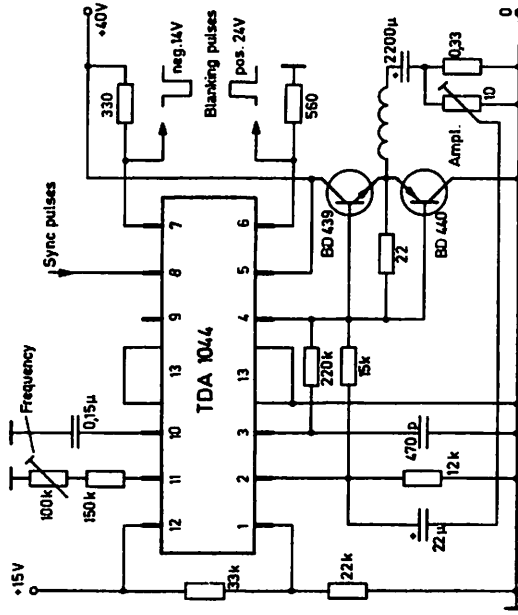 +15V
Frequency
100k
150k
0,15µ
Sync pulses
+40V
330
neg.14V
Blanking pulses
pos. 24V
560
12
11
10
13
9
8
7
TDA 1044
1
2
3
13
4
5
6
33k
22k
22µ
+
12k
470p
15k
220k
22
BD 439
BD 440
+
2200µ
0,33
10
Ampl.
0